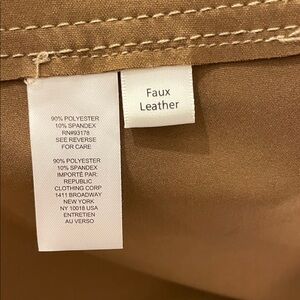 90% POLYESTER
10% SPANDEX
RN#93178
SEE REVERSE
FOR CARE
90% POLYESTER
10% SPANDEX
IMPORTÉ PAR:
REPUBLIC
CLOTHING CORP
1411 BROADWAY
NEW YORK
NY 10018 USA
ENTRETIEN
AU VERSO
Faux
Leather